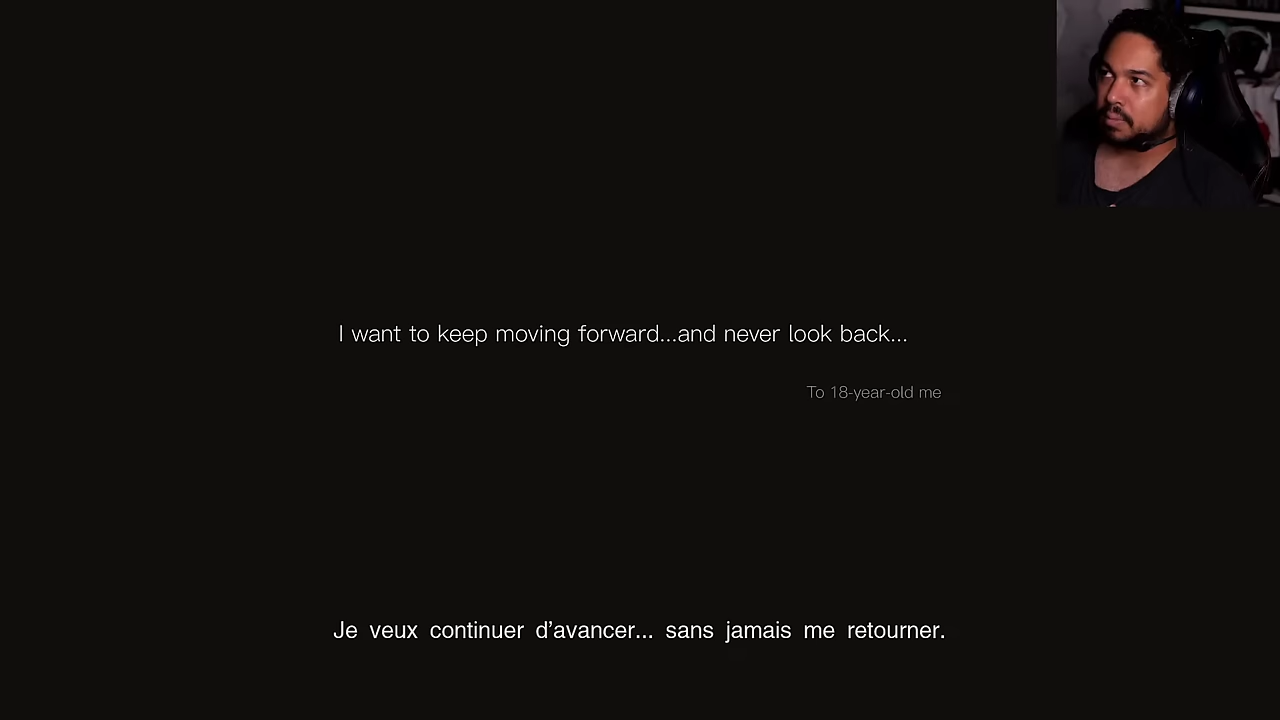 I want to keep moving forward...and never look back...
To 18-year-old me
Je veux continuer d’avancer... sans jamais me retourner.